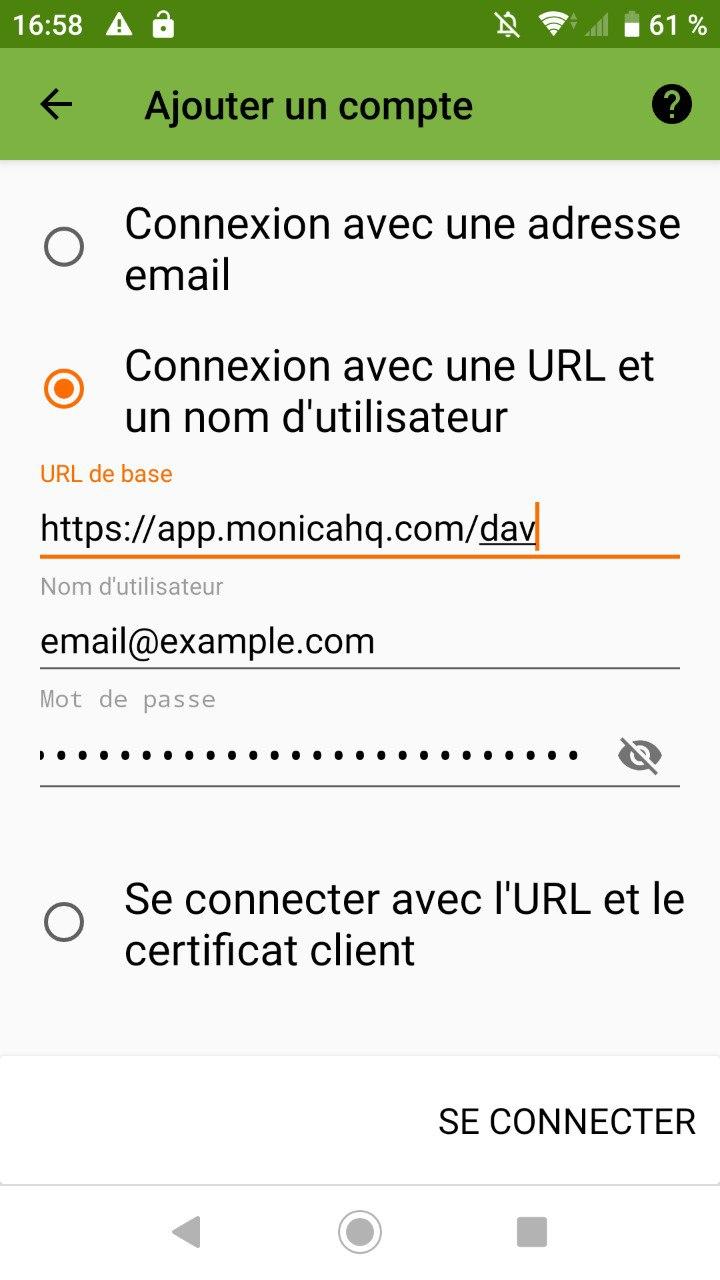 16:58 61 %
Ajouter un compte
Connexion avec une adresse
email
Connexion avec une URL et
un nom d'utilisateur
URL de base
https://app.monicahq.com/dav
Nom d'utilisateur
email@example.com
Mot de passe
Se connecter avec l'URL et le
certificat client
SE CONNECTER